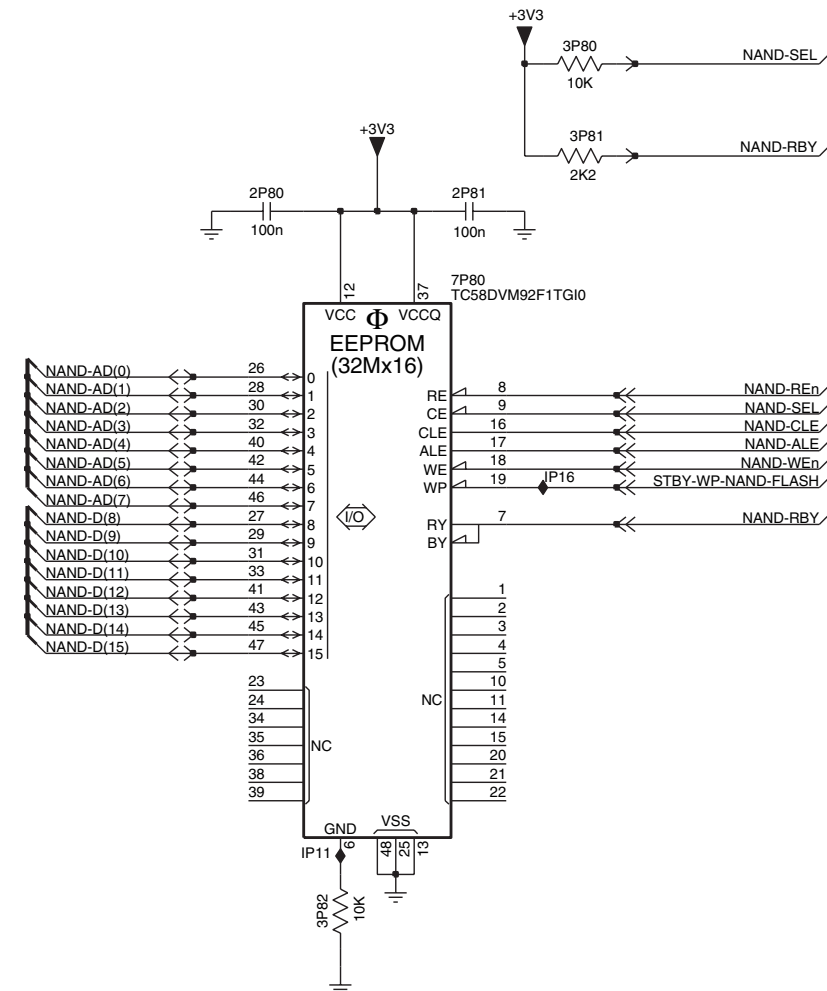 +3V3
3P80
NAND-SEL
10K
+3V3
3P81
NAND-RBY
2K2
2P80
2P81
100n
100n
7P80
TC58DVM92F1TGI0
12
37
VCC
Φ
VCCQ
EEPROM
(32Mx16)
NAND-AD(0) 26 0
NAND-AD(1) 28 1
NAND-AD(2) 30 2
NAND-AD(3) 32 3
NAND-AD(4) 40 4
NAND-AD(5) 42 5
NAND-AD(6) 44 6
NAND-AD(7) 46 7
NAND-D(8) 27 8
NAND-D(9) 29 9
NAND-D(10) 31 10
NAND-D(11) 33 11
NAND-D(12) 41 12
NAND-D(13) 43 13
NAND-D(14) 45 14
NAND-D(15) 47 15
I/O
RE 8 NAND-REn
CE 9 NAND-SEL
CLE 16 NAND-CLE
ALE 17 NAND-ALE
WE 18 NAND-WEn
WP 19 IP16 STBY-WP-NAND-FLASH
RY 7 NAND-RBY
BY
1
2
3
4
5
10
NC 11
14
15
20
21
22
23
24
34
35 NC
36
38
39
GND
VSS
IP11
6
48
25
13
3P82
10K